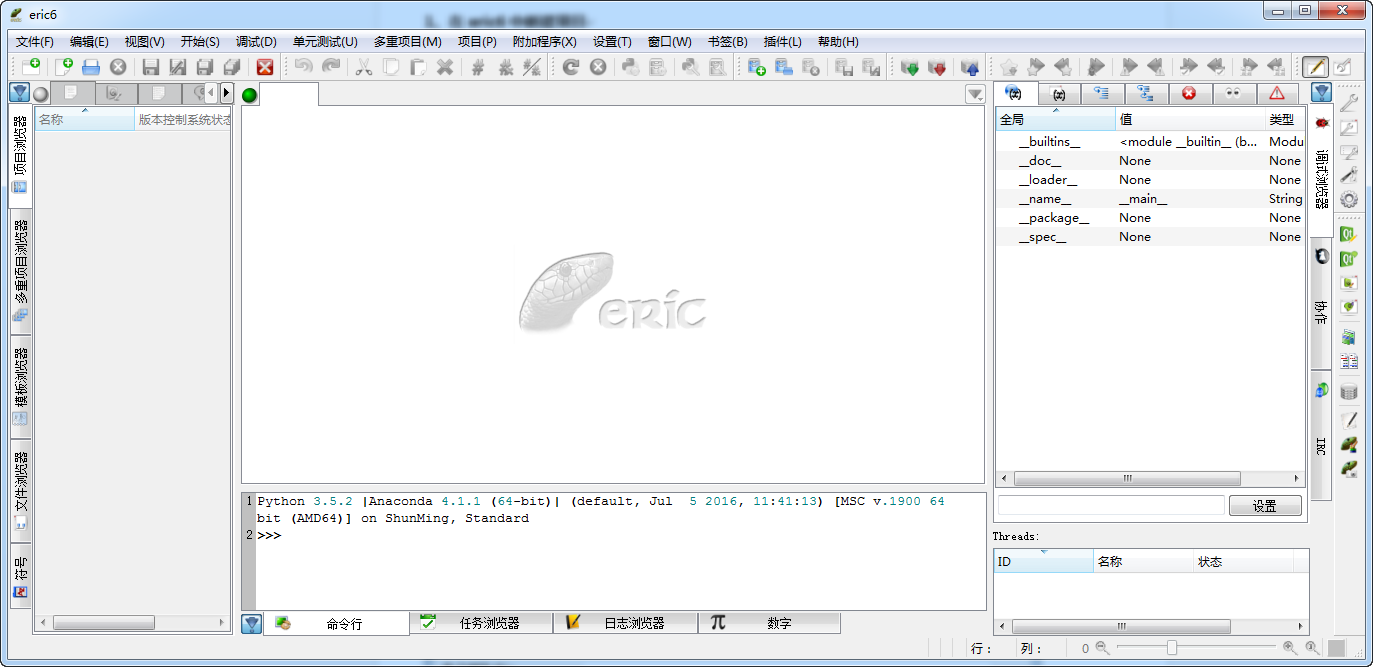 eric6
文件(F) 编辑(E) 视图(V) 开始(S) 调试(D) 单元测试(U) 多重项目(M) 项目(P) 附加程序(X) 设置(T) 窗口(W) 书签(B) 插件(L) 帮助(H)
项目浏览器
多重项目浏览器
模板浏览器
文件浏览器
符号
名称 版本控制系统状态
eric
1 Python 3.5.2 |Anaconda 4.1.1 (64-bit)| (default, Jul  5 2016, 11:41:13) [MSC v.1900 64
bit (AMD64)] on ShunMing, Standard
2 >>>
命令行 任务浏览器 日志浏览器 数字
全局 值 类型
__builtins__ <module __builtin__ (b... Modu
__doc__ None None
__loader__ None None
__name__ __main__ String
__package__ None None
__spec__ None None
设置
Threads:
ID 名称 状态
调试浏览器
协作
IRC
行： 列： 0